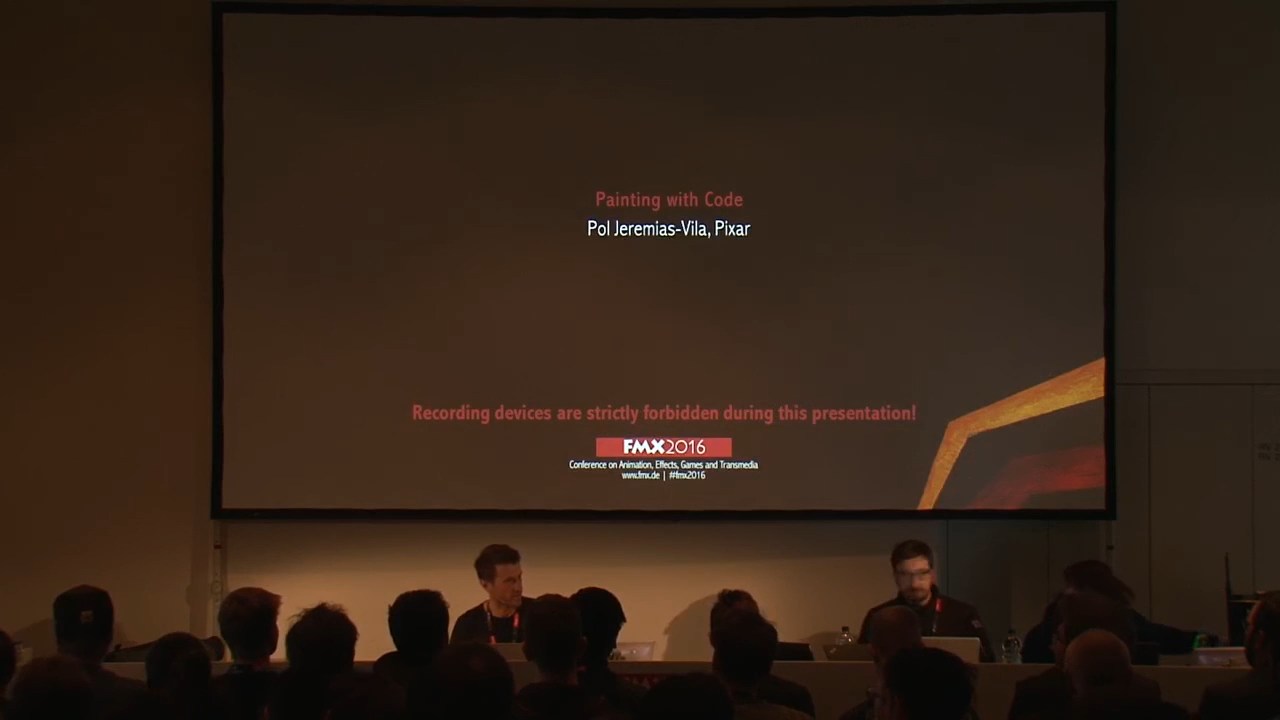 Painting with Code
Pol Jeremias-Vila, Pixar
Recording devices are strictly forbidden during this presentation!
FMX2016
Conference on Animation, Effects, Games and Transmedia
www.fmx.de | #fmx2016